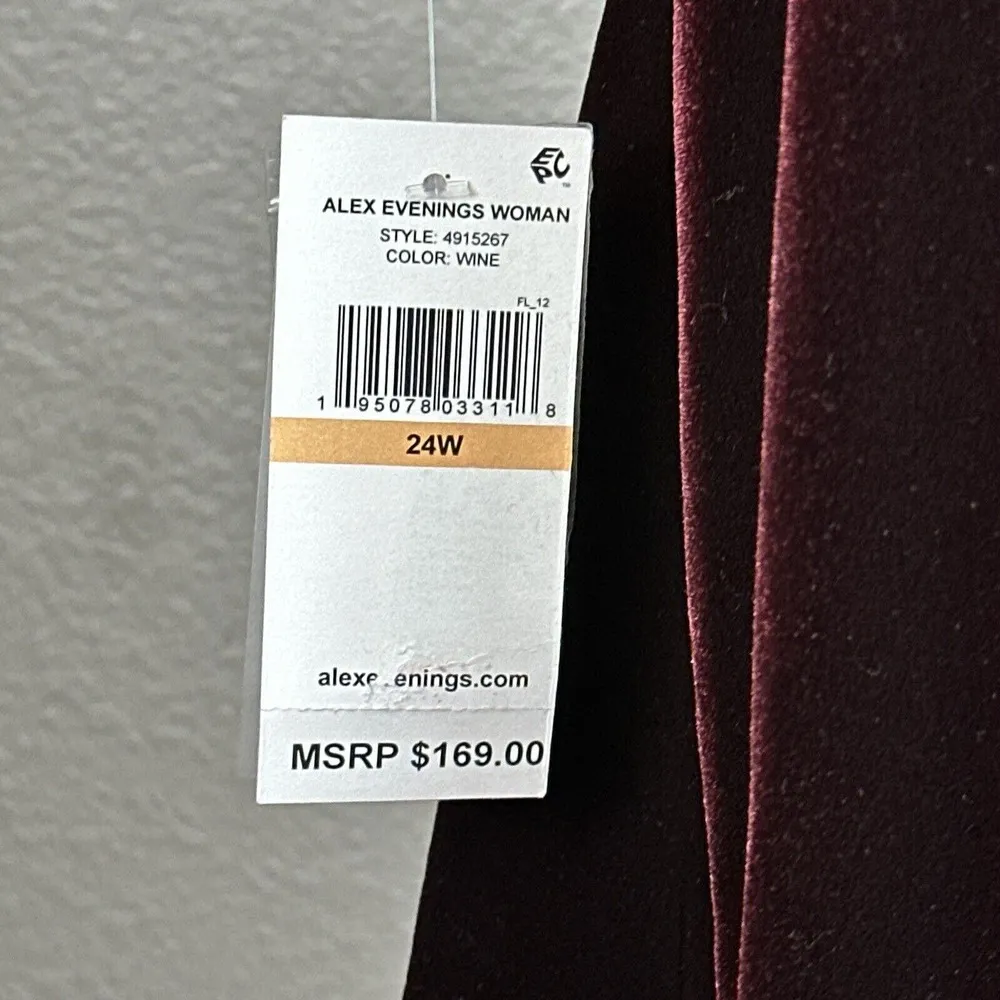 EPC
™
ALEX EVENINGS WOMAN
STYLE: 4915267
COLOR: WINE
FL_12
1 95078 03311 8
24W
alexe enings.com
MSRP $169.00